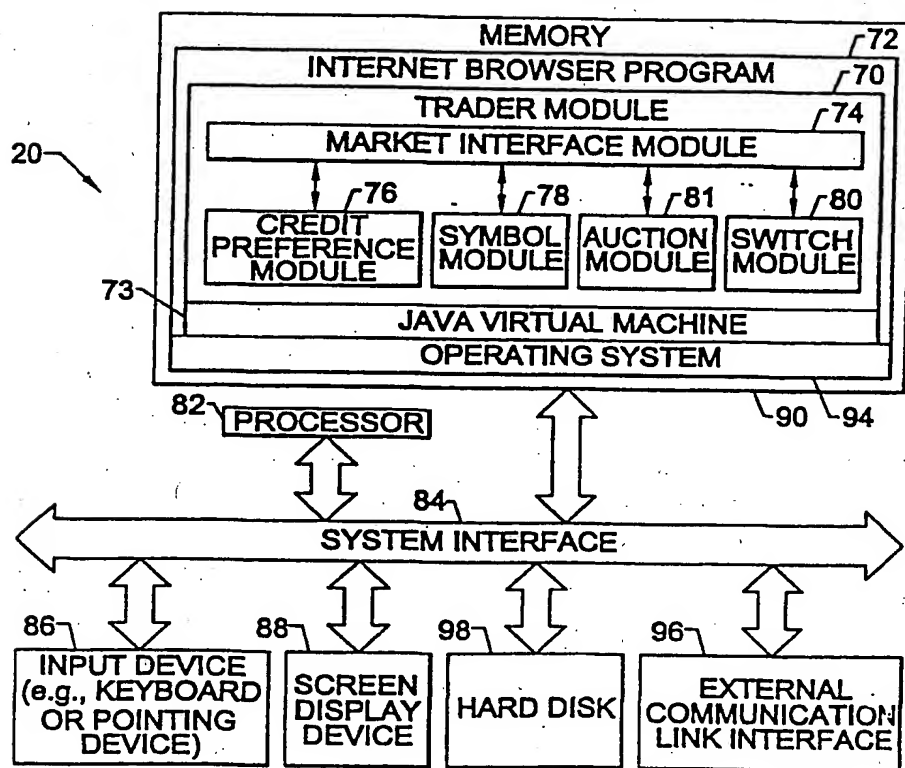 MEMORY
72
INTERNET BROWSER PROGRAM
70
TRADER MODULE
74
MARKET INTERFACE MODULE
20
76
78
81
80
CREDIT
PREFERENCE
MODULE
SYMBOL
MODULE
AUCTION
MODULE
SWITCH
MODULE
73
JAVA VIRTUAL MACHINE
OPERATING SYSTEM
82
PROCESSOR
90
94
84
SYSTEM INTERFACE
86
88
98
96
INPUT DEVICE
(e.g., KEYBOARD
OR POINTING
DEVICE)
SCREEN
DISPLAY
DEVICE
HARD DISK
EXTERNAL
COMMUNICATION
LINK INTERFACE